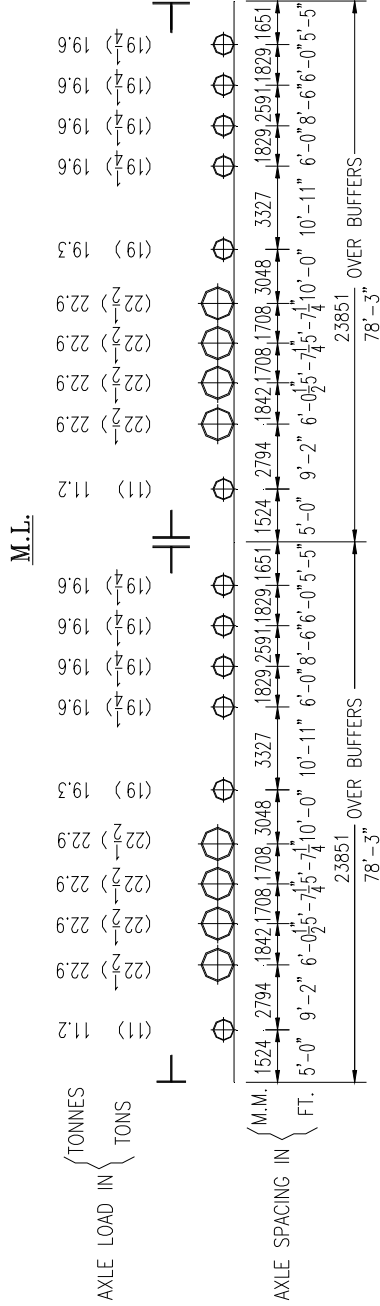 M.L.
AXLE LOAD IN
TONNES 11.2 22.9 22.9 22.9 22.9 19.3 19.6 19.6 19.6 19.6 11.2 22.9 22.9 22.9 22.9 19.3 19.6 19.6 19.6 19.6
TONS (11) (22½) (22½) (22½) (22½) (19) (19¼) (19¼) (19¼) (19¼) (11) (22½) (22½) (22½) (22½) (19) (19¼) (19¼) (19¼) (19¼)
AXLE SPACING IN
M.M. 1524 2794 1842 1708 1708 3048 3327 1829 2591 1829 1651 1524 2794 1842 1708 1708 3048 3327 1829 2591 1829 1651
FT. 5'-0" 9'-2" 6'-0½" 5'-7¼" 5'-7¼" 10'-0" 10'-11" 6'-0" 8'-6" 6'-0" 5'-5" 5'-0" 9'-2" 6'-0½" 5'-7¼" 5'-7¼" 10'-0" 10'-11" 6'-0" 8'-6" 6'-0" 5'-5"
23851 OVER BUFFERS 23851 OVER BUFFERS
78'-3" 78'-3"